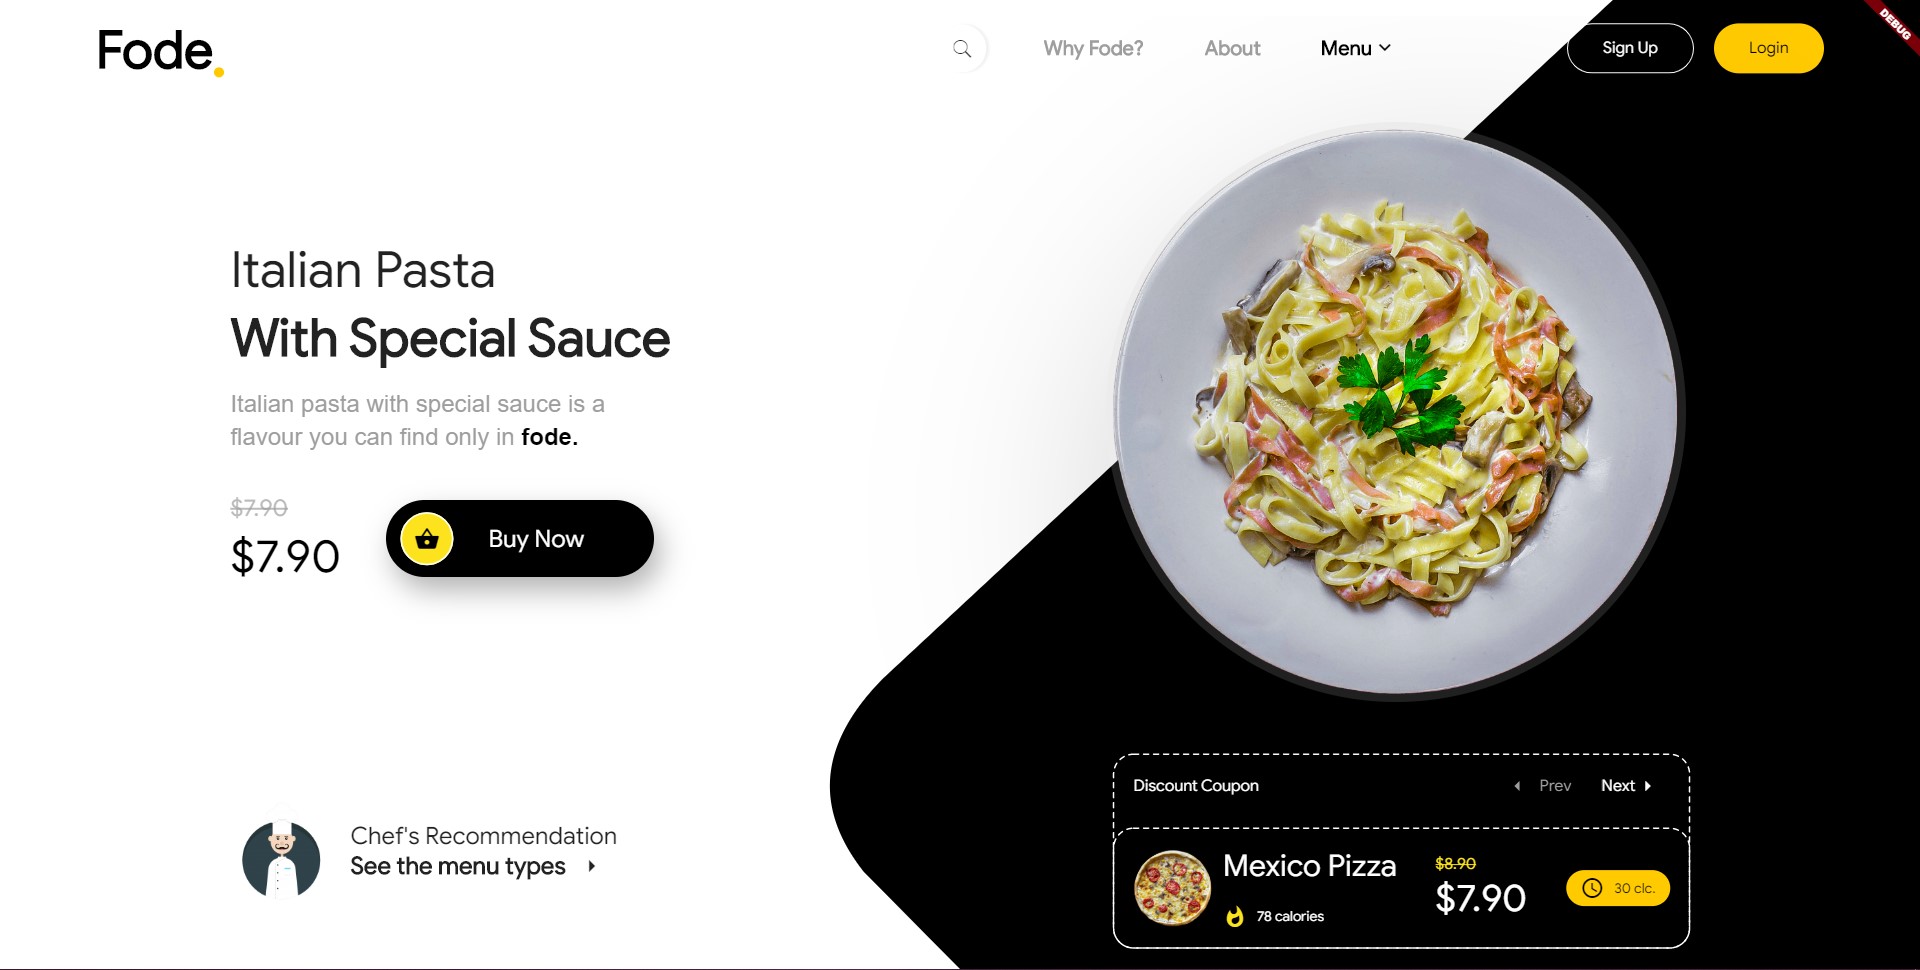 Fode.
Why Fode?
About
Menu
Sign Up
Login
DEBUG
Italian Pasta
With Special Sauce
Italian pasta with special sauce is a
flavour you can find only in fode.
$7.90
$7.90
Buy Now
Chef's Recommendation
See the menu types
Discount Coupon
Prev
Next
Mexico Pizza
78 calories
$8.90
$7.90
30 clc.